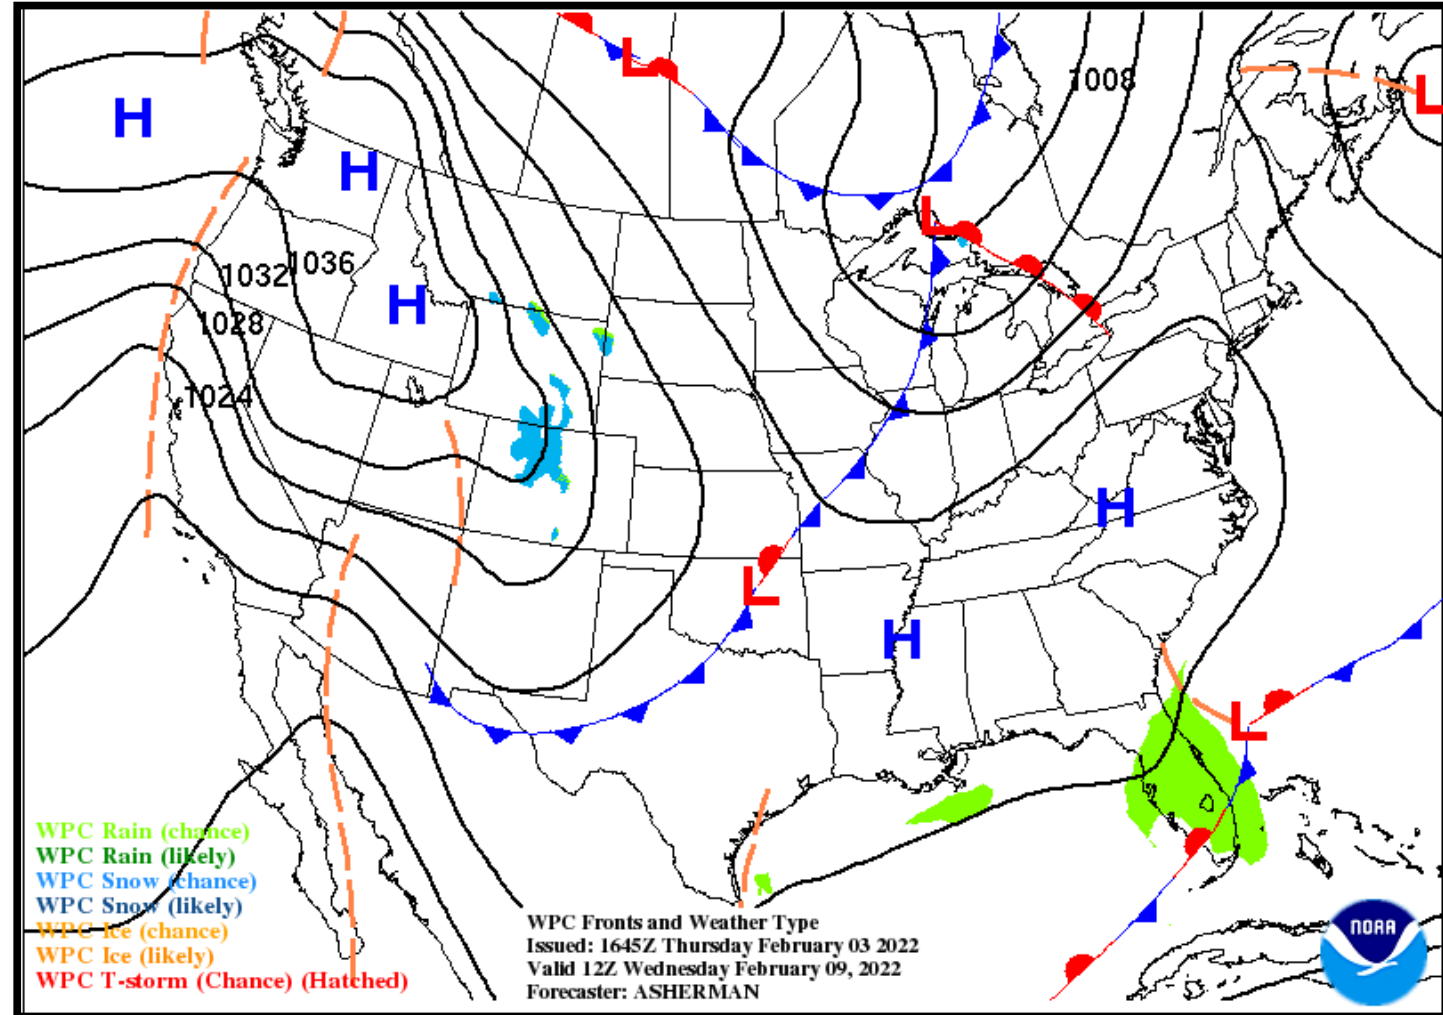 L
1008
H
L
H
L
1032
1036
H
1028
1024
H
L
H
L
WPC Rain (chance)
WPC Rain (likely)
WPC Snow (chance)
WPC Snow (likely)
WPC Ice (chance)
WPC Ice (likely)
WPC T-storm (Chance) (Hatched)
WPC Fronts and Weather Type
Issued: 1645Z Thursday February 03 2022
Valid 12Z Wednesday February 09, 2022
Forecaster: ASHERMAN
NOAA